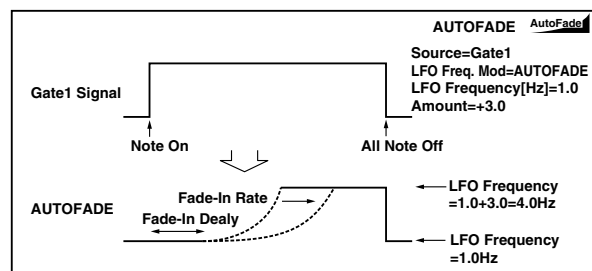 AUTOFADE AutoFade
Source=Gate1
LFO Freq. Mod=AUTOFADE
LFO Frequency[Hz]=1.0
Amount=+3.0
Gate1 Signal
Note On
All Note Off
AUTOFADE
Fade-In Rate
Fade-In Dealy
LFO Frequency
=1.0+3.0=4.0Hz
LFO Frequency
=1.0Hz